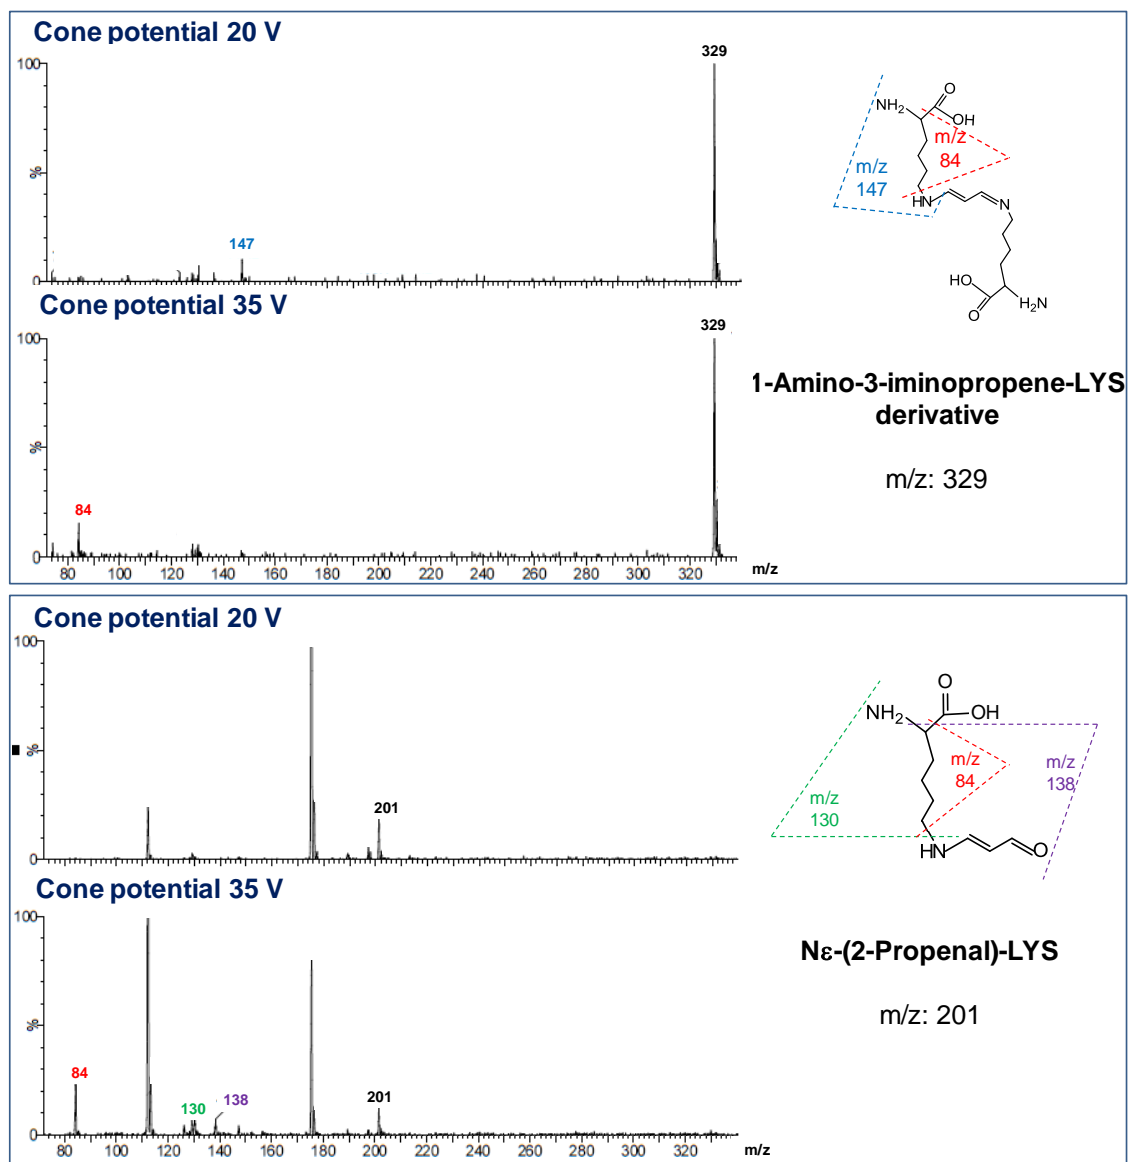 Cone potential 20 V
329
100
%
0
147
NH2
O
OH
m/z
84
m/z
147
HN
N
HO
O
H2N
Cone potential 35 V
329
100
%
0
84
80 100 120 140 160 180 200 220 240 260 280 300 320 m/z
1-Amino-3-iminopropene-LYS
derivative
m/z: 329
Cone potential 20 V
100
%
0
201
O
NH2
OH
m/z
84
m/z
138
m/z
130
HN
O
Cone potential 35 V
100
%
0
84
130
138
201
80 100 120 140 160 180 200 220 240 260 280 300 320 m/z
Nε-(2-Propenal)-LYS
m/z: 201